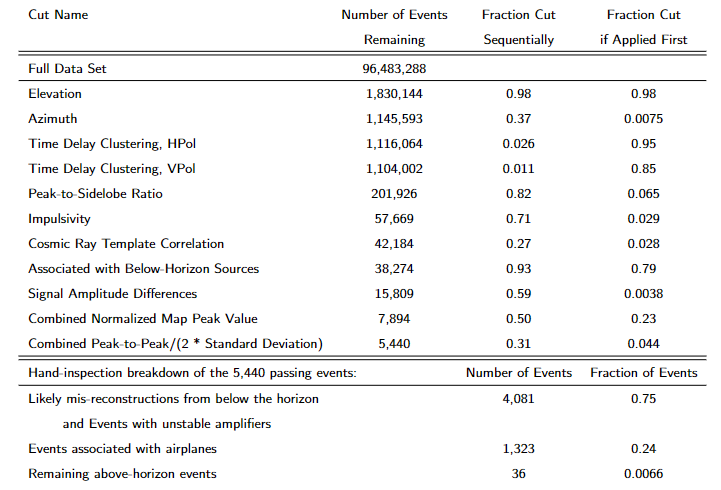 Cut Name Number of Events Fraction Cut Fraction Cut
Remaining Sequentially if Applied First
Full Data Set 96,483,288
Elevation 1,830,144 0.98 0.98
Azimuth 1,145,593 0.37 0.0075
Time Delay Clustering, HPol 1,116,064 0.026 0.95
Time Delay Clustering, VPol 1,104,002 0.011 0.85
Peak-to-Sidelobe Ratio 201,926 0.82 0.065
Impulsivity 57,669 0.71 0.029
Cosmic Ray Template Correlation 42,184 0.27 0.028
Associated with Below-Horizon Sources 38,274 0.93 0.79
Signal Amplitude Differences 15,809 0.59 0.0038
Combined Normalized Map Peak Value 7,894 0.50 0.23
Combined Peak-to-Peak/(2 * Standard Deviation) 5,440 0.31 0.044
Hand-inspection breakdown of the 5,440 passing events: Number of Events Fraction of Events
Likely mis-reconstructions from below the horizon 4,081 0.75
and Events with unstable amplifiers
Events associated with airplanes 1,323 0.24
Remaining above-horizon events 36 0.0066